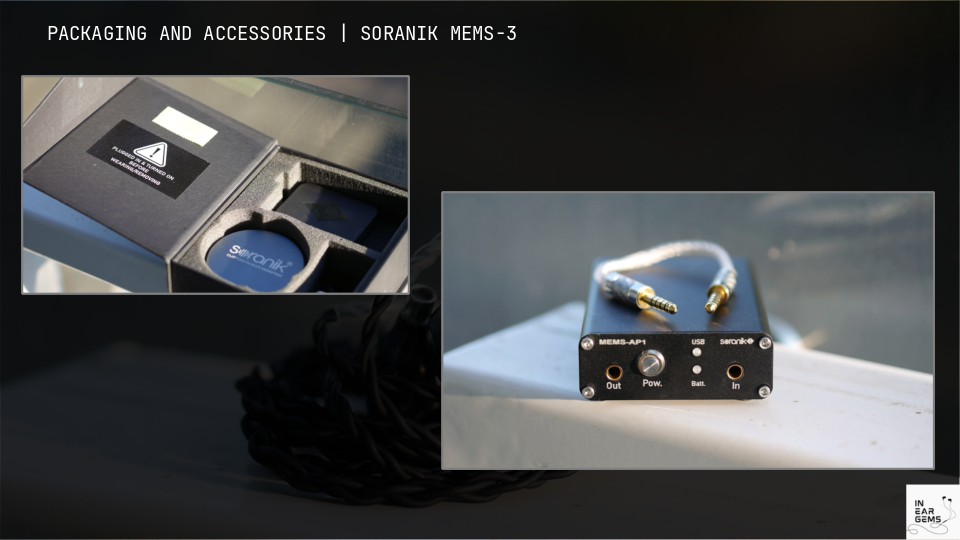 PACKAGING AND ACCESSORIES | SORANIK MEMS-3
PLUGGED IN & TURNED ON
BEFORE
WEARING/REMOVING
Soranik
MEMS-AP1
USB
soranik
Out
Pow.
Batt.
In
IN
EAR
GEMS